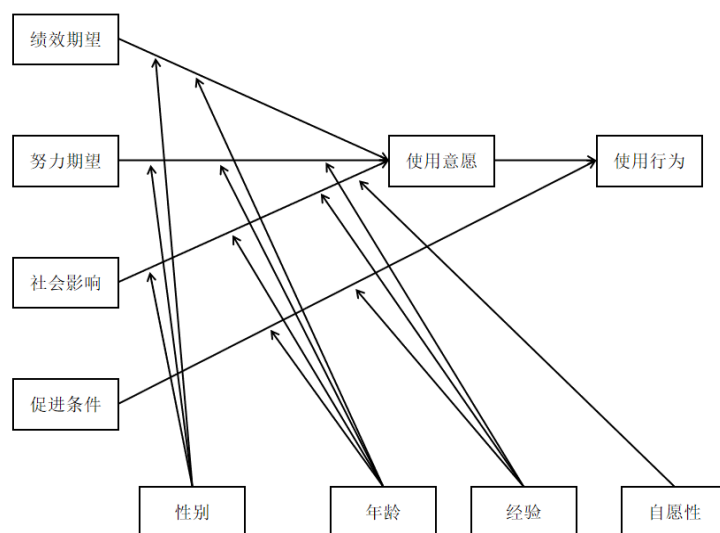 绩效期望
努力期望
使用意愿
使用行为
社会影响
促进条件
性别
年龄
经验
自愿性